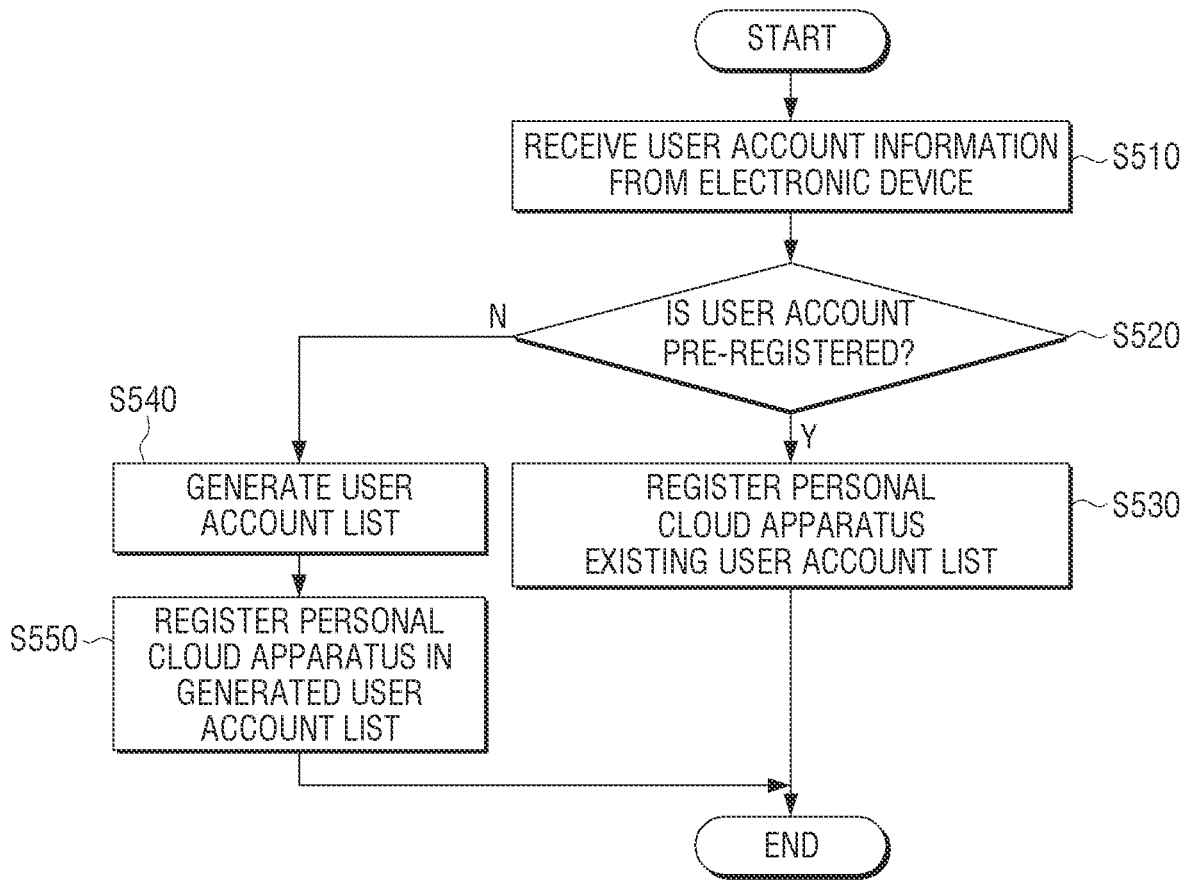 START
RECEIVE USER ACCOUNT INFORMATION
FROM ELECTRONIC DEVICE
S510
IS USER ACCOUNT
PRE-REGISTERED?
S520
N
Y
S540
GENERATE USER
ACCOUNT LIST
REGISTER PERSONAL
CLOUD APPARATUS
EXISTING USER ACCOUNT LIST
S530
S550
REGISTER PERSONAL
CLOUD APPARATUS IN
GENERATED USER
ACCOUNT LIST
END